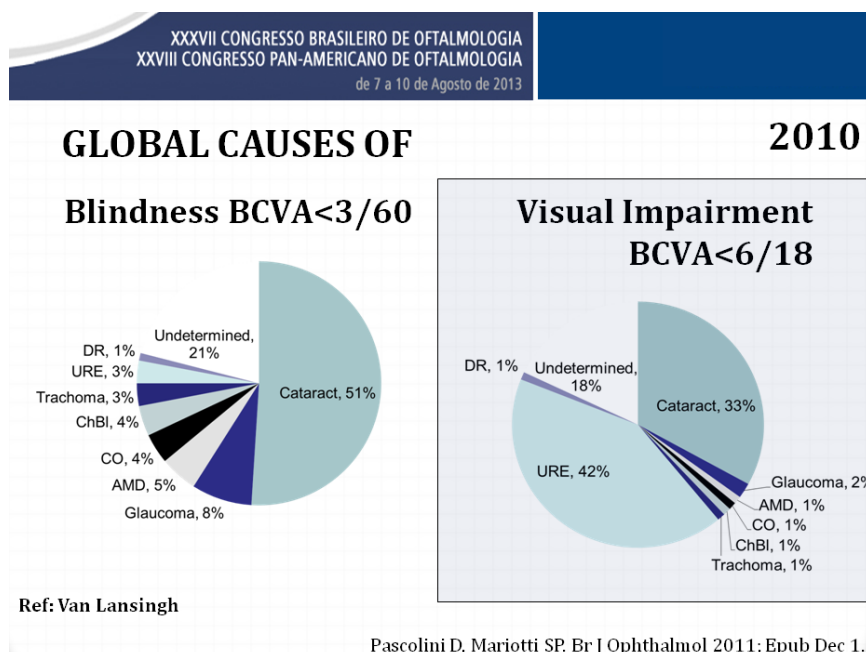 XXXVII CONGRESSO BRASILEIRO DE OFTALMOLOGIA
XXVIII CONGRESSO PAN-AMERICANO DE OFTALMOLOGIA
de 7 a 10 de Agosto de 2013
GLOBAL CAUSES OF
2010
Blindness BCVA<3/60
Undetermined,
21%
DR, 1%
URE, 3%
Trachoma, 3%
ChBI, 4%
CO, 4%
AMD, 5%
Glaucoma, 8%
Cataract, 51%
Visual Impairment
BCVA<6/18
DR, 1%
Undetermined,
18%
Cataract, 33%
URE, 42%
Glaucoma, 2%
AMD, 1%
CO, 1%
ChBI, 1%
Trachoma, 1%
Ref: Van Lansingh
Pascolini D, Mariotti SP. Br J Ophthalmol 2011; Epub Dec 1.